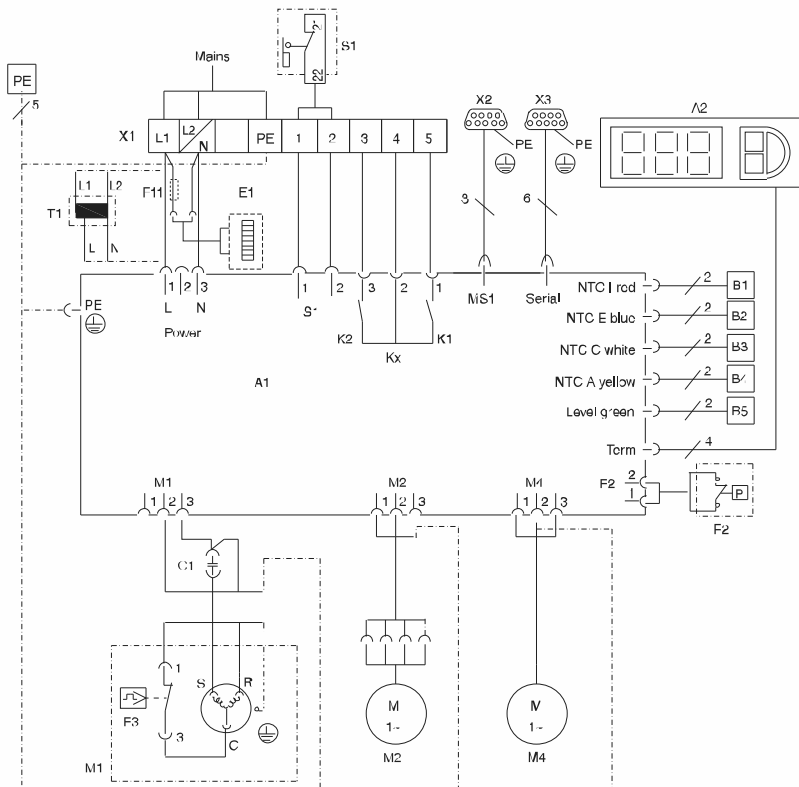 Mains
S1
22
PE
5
X1
L1
L2
N
PE
1
2
3
4
5
X2
X3
PE
PE
A2
L1
L2
T1
L
N
F11
E1
3
6
1
2
3
L
N
Power
1
2
S1
3
2
1
K2
K1
Kx
MS1
Serial
PE
A1
NTC I red
2
B1
NTC E blue
2
B2
NTC C white
2
B3
NTC A yellow
2
B4
Level green
2
B5
Term
4
F2
2
1
P
F2
M1
1
2
3
M2
1
2
3
M4
1
2
3
C1
1
3
F3
S
R
C
P
M1
M
1~
M2
M
1~
M4